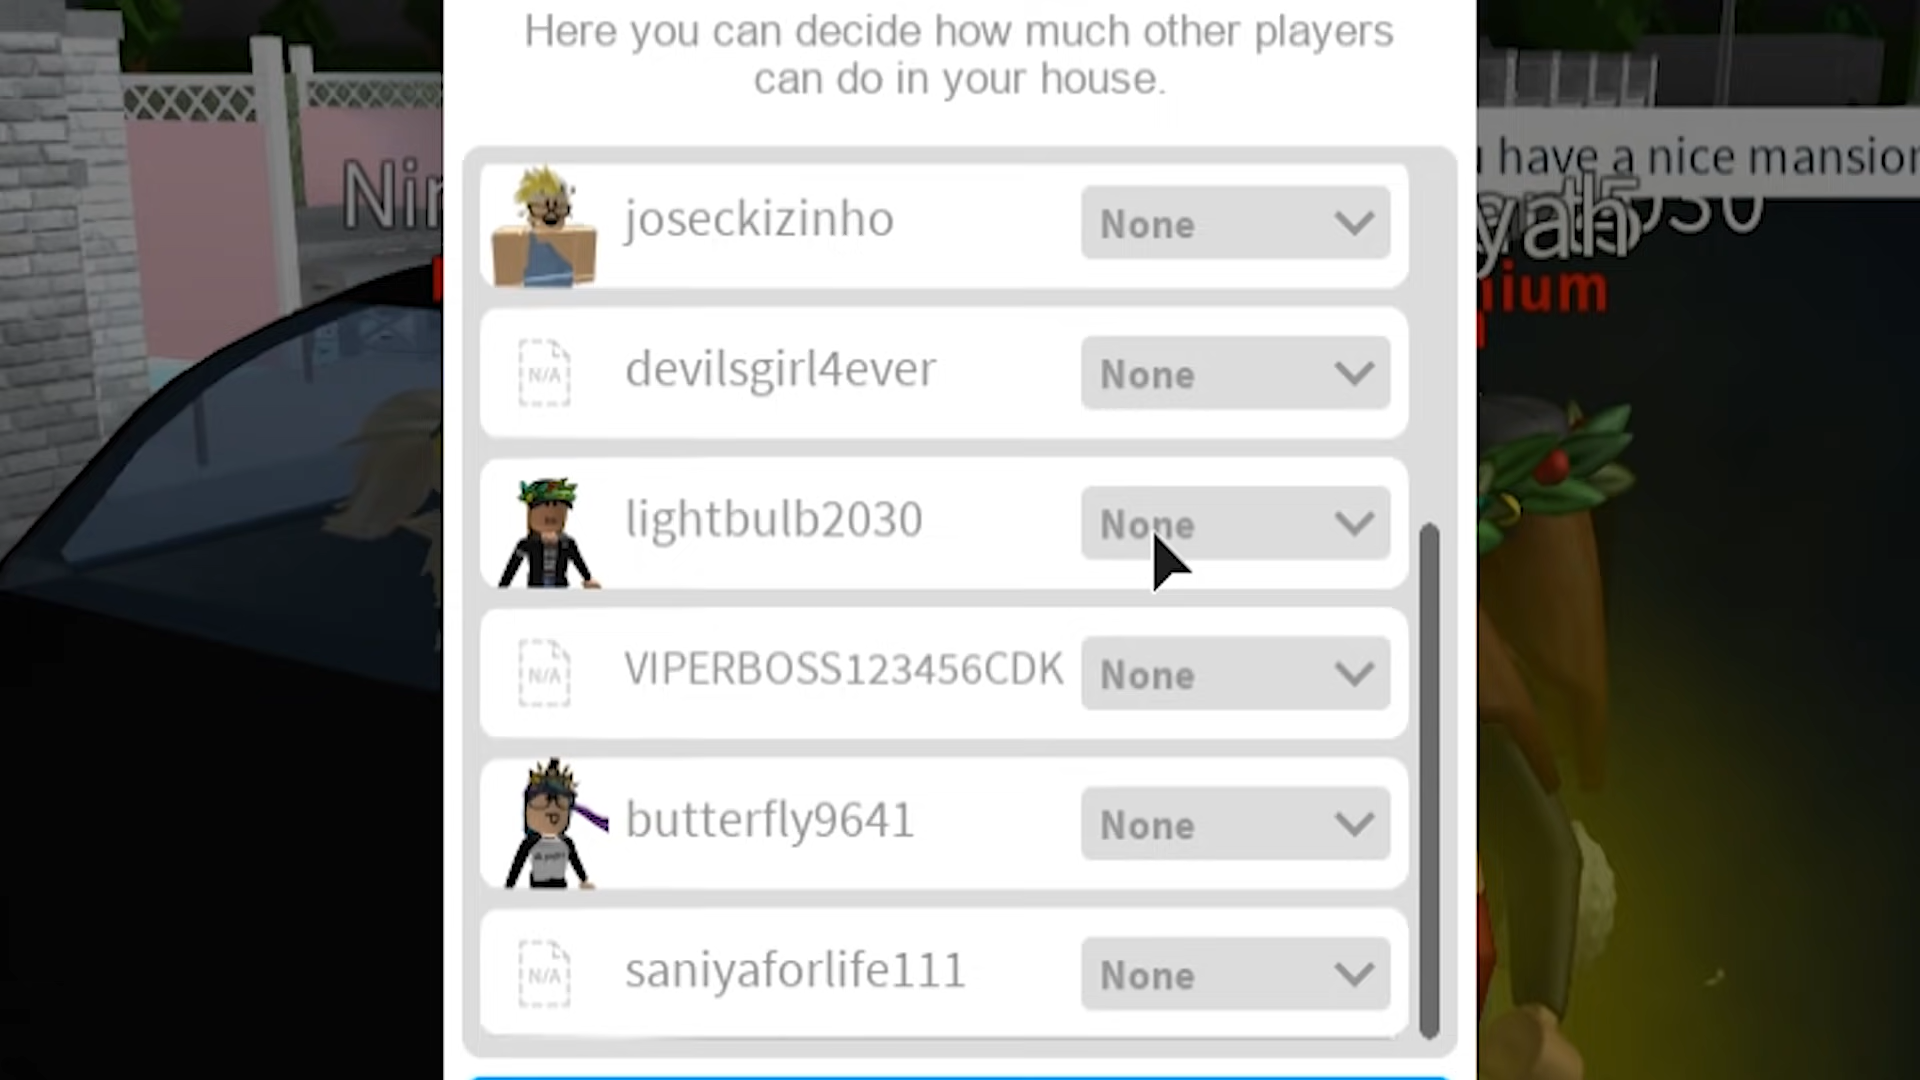 Here you can decide how much other players
can do in your house.
have a nice mansion
joseckizinho None
N/A devilsgirl4ever None
lightbulb2030 None
N/A VIPERBOSS123456CDK None
butterfly9641 None
N/A saniyaforlife111 None